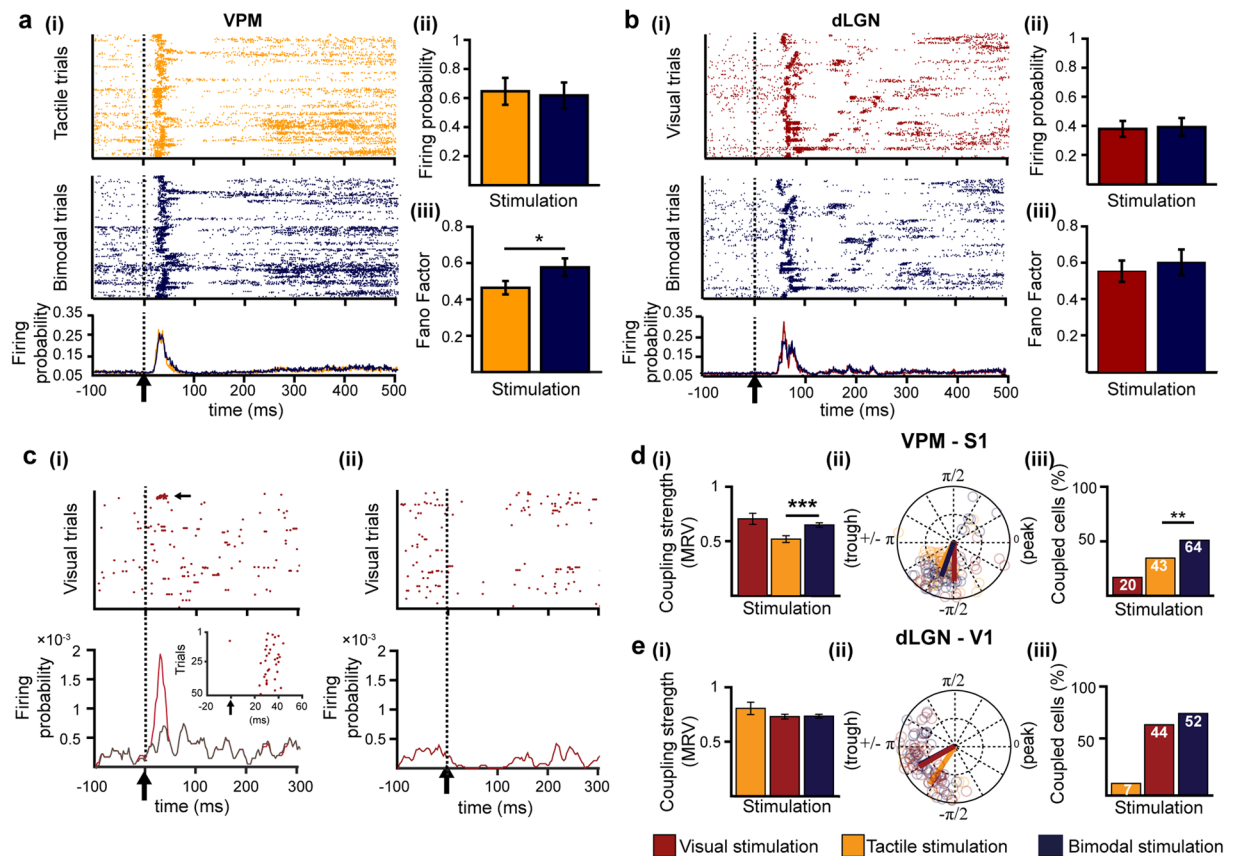 a (i) VPM (ii)
Tactile trials
Firing probability
1
0.8
0.6
0.4
0.2
Stimulation
Bimodal trials
(iii)
Fano Factor
0.8
0.6
0.4
0.2
*
Stimulation
Firing probability
0.35
0.25
0.15
0.05
-100 0 100 200 300 400 500
time (ms)
b (i) dLGN (ii)
Visual trials
Firing probability
1
0.8
0.6
0.4
0.2
Stimulation
Bimodal trials
(iii)
Fano Factor
0.8
0.6
0.4
0.2
Stimulation
Firing probability
0.35
0.25
0.15
0.05
-100 0 100 200 300 400 500
time (ms)
c (i) (ii)
Visual trials
Visual trials
×10⁻³
Firing probability
2
1.5
1
0.5
Trials
1
25
50
-20 0 20 40 60
(ms)
-100 0 100 200 300
time (ms)
×10⁻³
Firing probability
2
1.5
1
0.5
-100 0 100 200 300
time (ms)
VPM - S1
d (i) (ii) (iii)
Coupling strength (MRV)
1
0.5
***
Stimulation
π/2
+/- π (trough)
0 (peak)
-π/2
Coupled cells (%)
100
50
**
20 43 64
Stimulation
dLGN - V1
e (i) (ii) (iii)
Coupling strength (MRV)
1
0.5
Stimulation
π/2
+/- π (trough)
0 (peak)
-π/2
Coupled cells (%)
100
50
7 44 52
Stimulation
Visual stimulation Tactile stimulation Bimodal stimulation